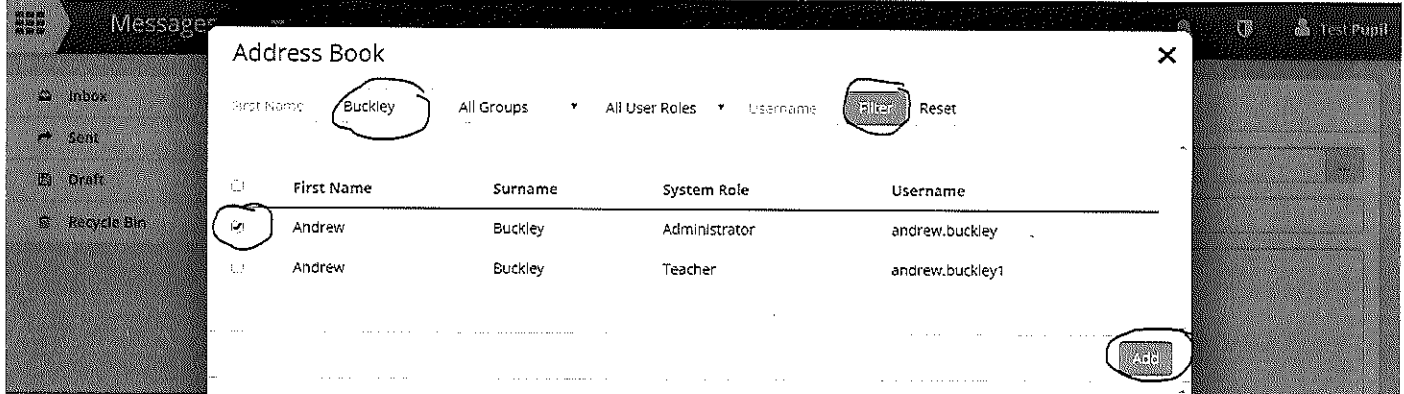 Messages
Test Pupil
Address Book
First Name Buckley All Groups All User Roles Username Filter Reset
Inbox
Sent
Draft
Recycle Bin
First Name Surname System Role Username
Andrew Buckley Administrator andrew.buckley
Andrew Buckley Teacher andrew.buckley1
Add